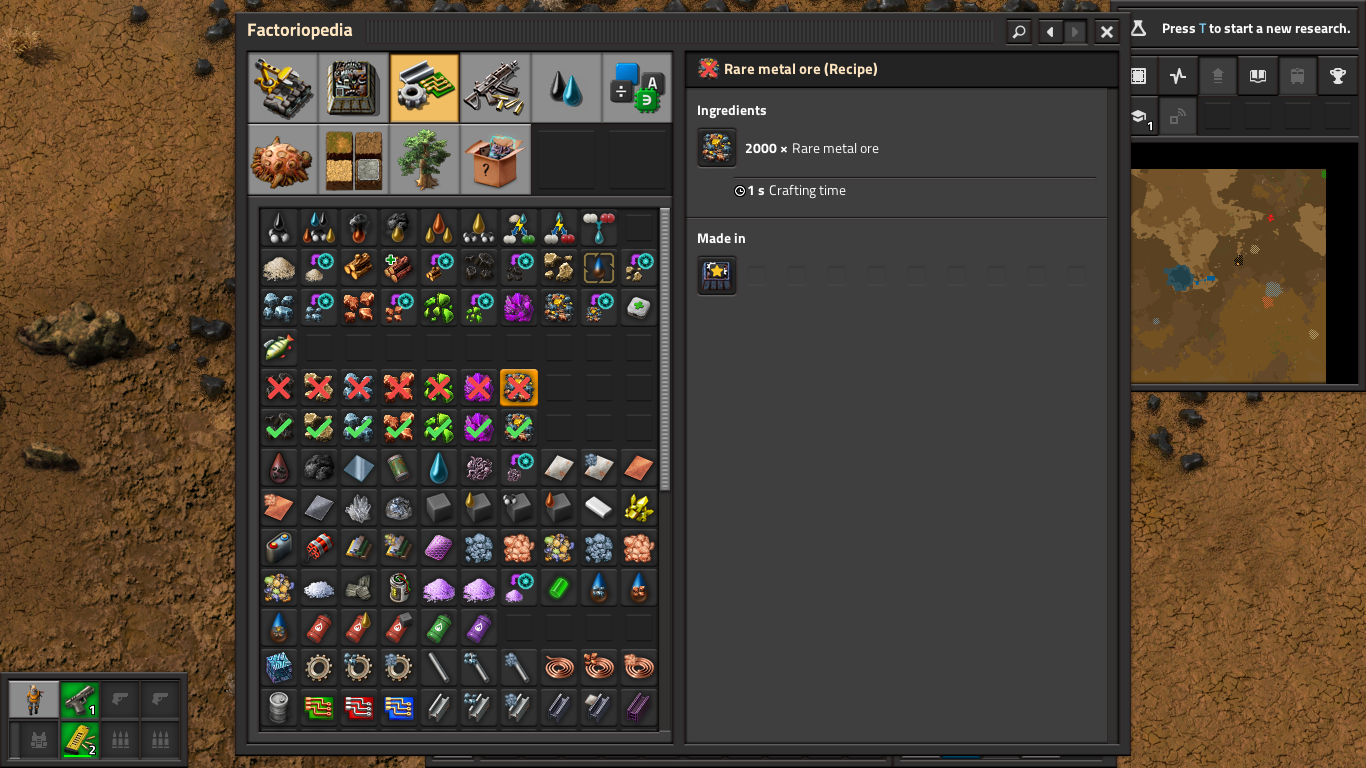 Factoriopedia
Press T to start a new research.
Rare metal ore (Recipe)
Ingredients
2000 × Rare metal ore
1 s Crafting time
Made in
A
?
1
1
2